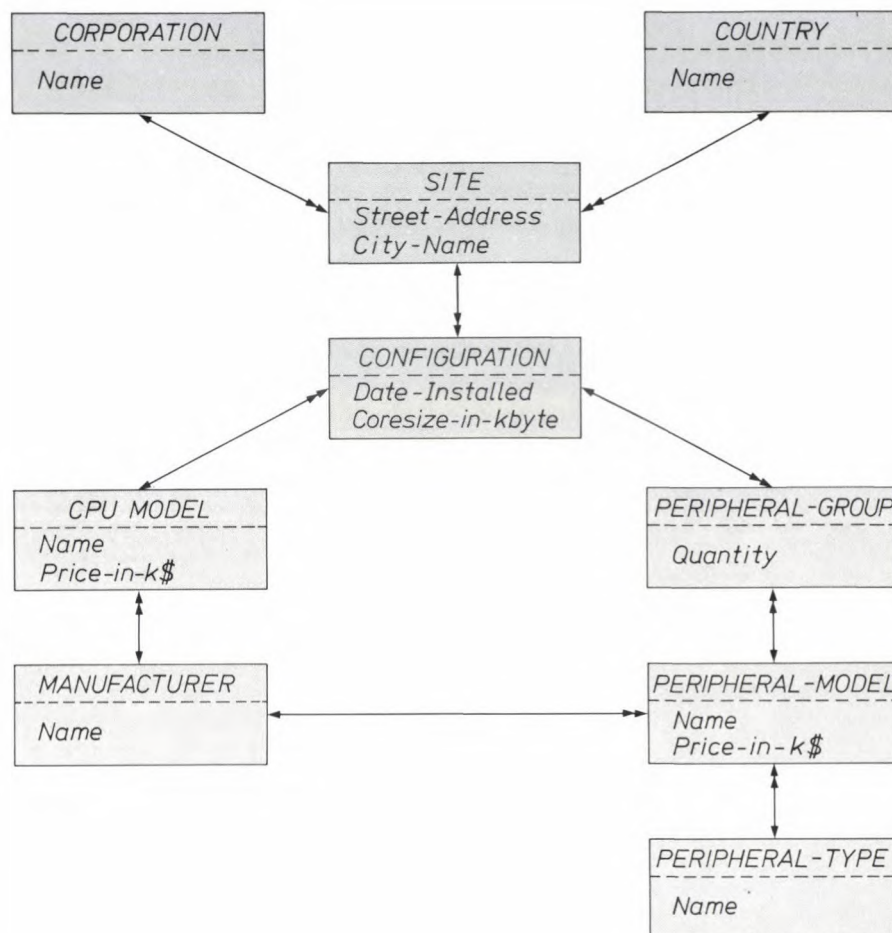 CORPORATION
Name
COUNTRY
Name
SITE
Street-Address
City-Name
CONFIGURATION
Date-Installed
Coresize-in-kbyte
CPU MODEL
Name
Price-in-k$
PERIPHERAL-GROUP
Quantity
MANUFACTURER
Name
PERIPHERAL-MODEL
Name
Price-in-k$
PERIPHERAL-TYPE
Name